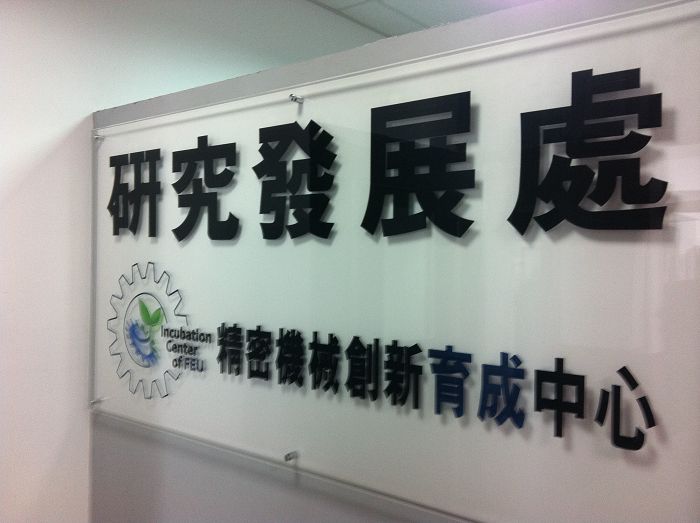 研究發展處
Incubation
Center
of FEU
精密機械創新育成中心